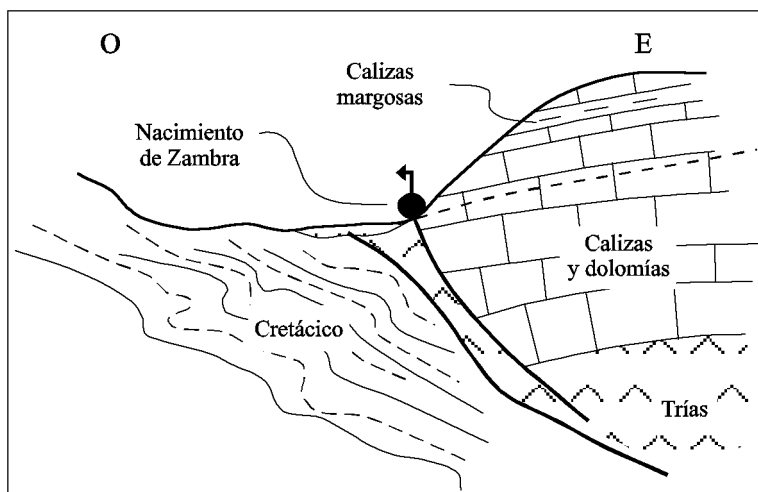 O
E
Calizas
margosas
Nacimiento
de Zambra
Calizas
y dolomías
Cretácico
Trías